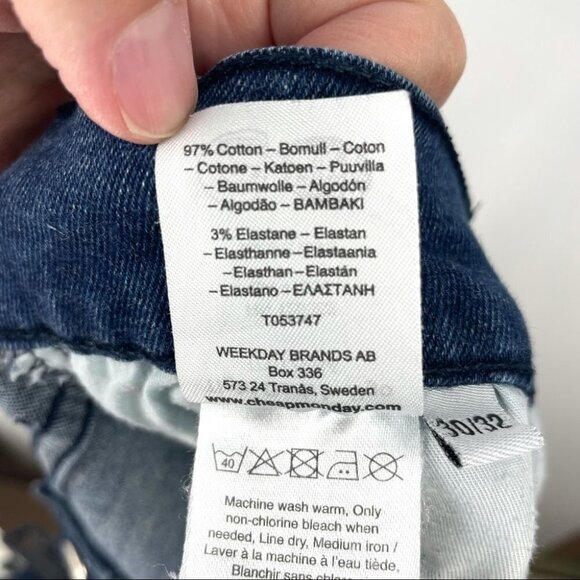 97% Cotton – Bomull – Coton
– Cotone – Katoen – Puuvilla
– Baumwolle – Algodón
– Algodão – BAMBAKI
3% Elastane – Elastan
– Elasthanne – Elastaania
– Elasthan – Elastán
– Elastano – ΕΛΑΣΤΑΝΗ
T053747
WEEKDAY BRANDS AB
Box 336
573 24 Tranås, Sweden
www.cheapmonday.com
30/32
40
Machine wash warm, Only
non-chlorine bleach when
needed, Line dry, Medium iron /
Laver à la machine à l'eau tiède,
Blanchir sans